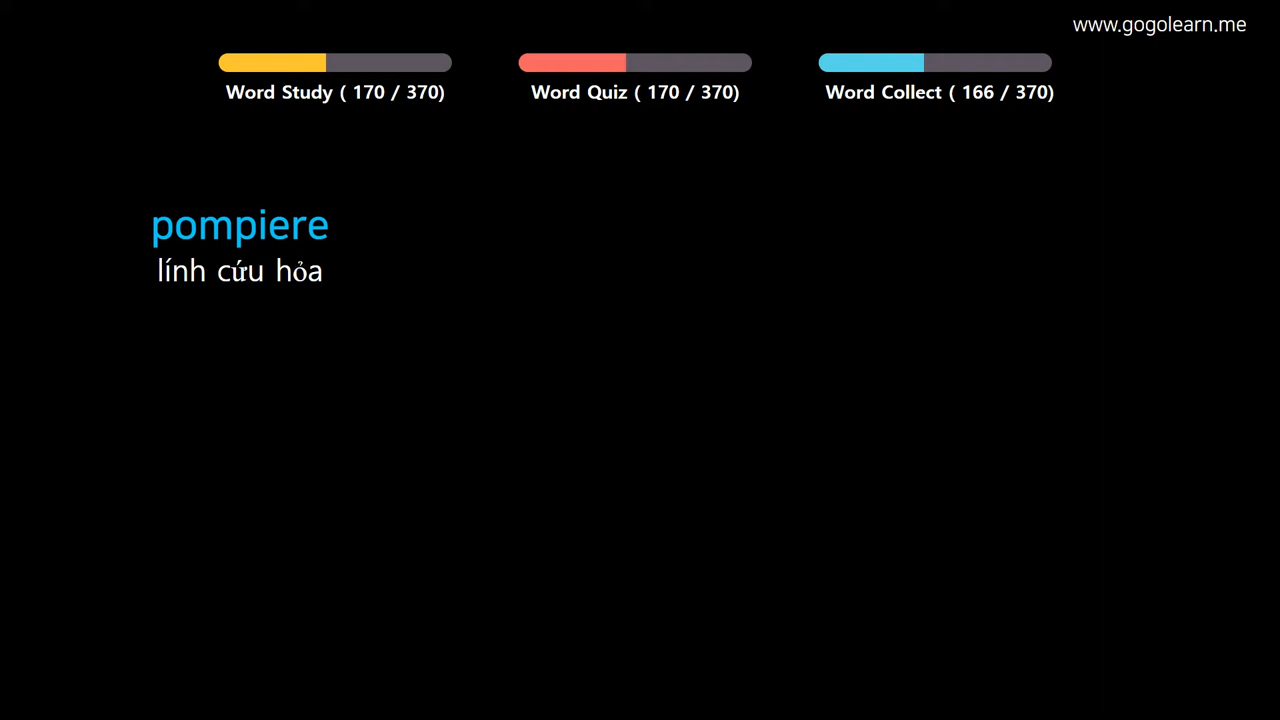 www.gogolearn.me
Word Study ( 170 / 370)
Word Quiz ( 170 / 370)
Word Collect ( 166 / 370)
pompiere
lính cứu hỏa